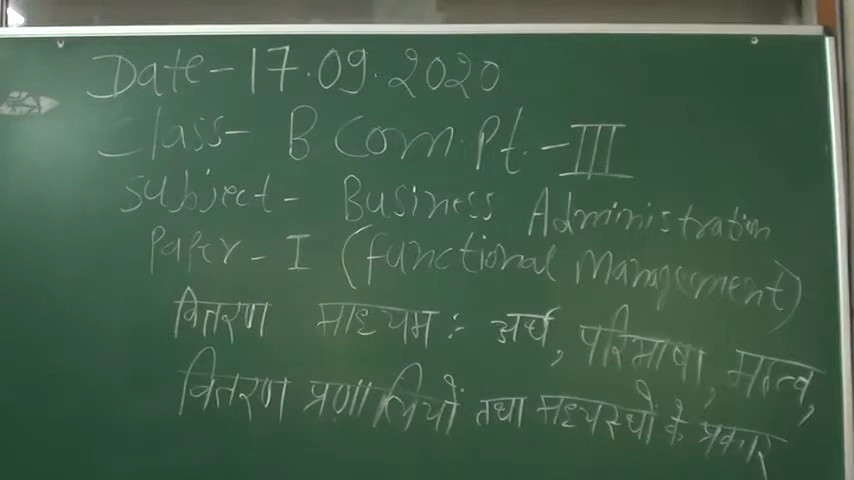 Date-17.09.2020
Class- B Com. Pt.-III
Subject- Business Administration
Paper-I (Functional Management)
वितरण माध्यम :- अर्थ, परिभाषा, महत्व,
वितरण प्रणालियों तथा मध्यस्थों के प्रकार